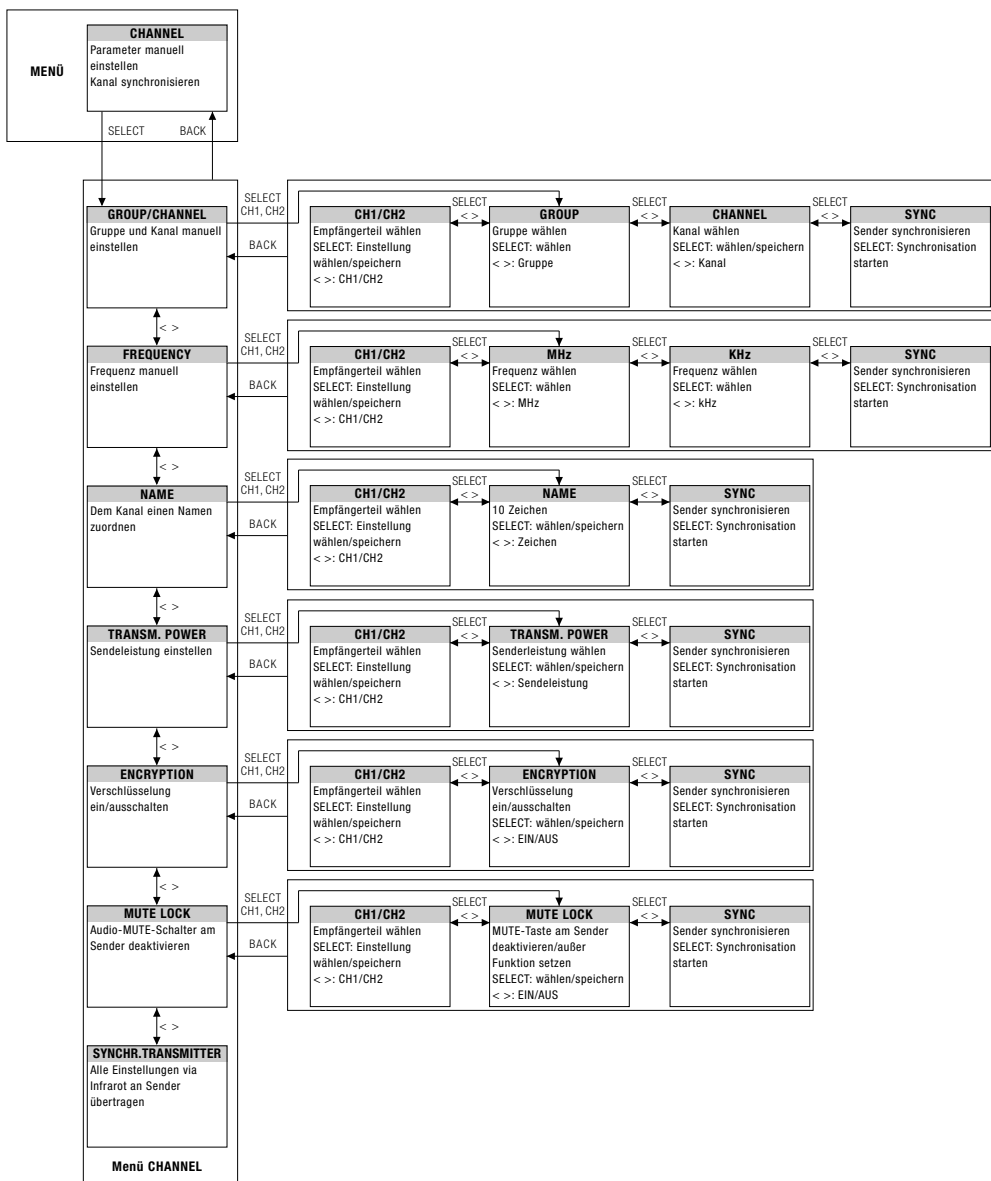 CHANNEL
Parameter manuell
einstellen
Kanal synchronisieren
MENÜ
SELECT
BACK
GROUP/CHANNEL
Gruppe und Kanal manuell
einstellen
SELECT
CH1, CH2
BACK
CH1/CH2
Empfängerteil wählen
SELECT: Einstellung
wählen/speichern
< >: CH1/CH2
SELECT
< >
GROUP
Gruppe wählen
SELECT: wählen
< >: Gruppe
SELECT
< >
CHANNEL
Kanal wählen
SELECT: wählen/speichern
< >: Kanal
SELECT
< >
SYNC
Sender synchronisieren
SELECT: Synchronisation
starten
< >
FREQUENCY
Frequenz manuell
einstellen
SELECT
CH1, CH2
BACK
CH1/CH2
Empfängerteil wählen
SELECT: Einstellung
wählen/speichern
< >: CH1/CH2
SELECT
< >
MHz
Frequenz wählen
SELECT: wählen
< >: MHz
SELECT
< >
KHz
Frequenz wählen
SELECT: wählen
< >: kHz
SELECT
< >
SYNC
Sender synchronisieren
SELECT: Synchronisation
starten
< >
NAME
Dem Kanal einen Namen
zuordnen
SELECT
CH1, CH2
BACK
CH1/CH2
Empfängerteil wählen
SELECT: Einstellung
wählen/speichern
< >: CH1/CH2
SELECT
< >
NAME
10 Zeichen
SELECT: wählen/speichern
< >: Zeichen
SELECT
< >
SYNC
Sender synchronisieren
SELECT: Synchronisation
starten
< >
TRANSM. POWER
Sendeleistung einstellen
SELECT
CH1, CH2
BACK
CH1/CH2
Empfängerteil wählen
SELECT: Einstellung
wählen/speichern
< >: CH1/CH2
SELECT
< >
TRANSM. POWER
Senderleistung wählen
SELECT: wählen/speichern
< >: Sendeleistung
SELECT
< >
SYNC
Sender synchronisieren
SELECT: Synchronisation
starten
< >
ENCRYPTION
Verschlüsselung
ein/ausschalten
SELECT
CH1, CH2
BACK
CH1/CH2
Empfängerteil wählen
SELECT: Einstellung
wählen/speichern
< >: CH1/CH2
SELECT
< >
ENCRYPTION
Verschlüsselung
ein/ausschalten
SELECT: wählen/speichern
< >: EIN/AUS
SELECT
< >
SYNC
Sender synchronisieren
SELECT: Synchronisation
starten
< >
MUTE LOCK
Audio-MUTE-Schalter am
Sender deaktivieren
SELECT
CH1, CH2
BACK
CH1/CH2
Empfängerteil wählen
SELECT: Einstellung
wählen/speichern
< >: CH1/CH2
SELECT
< >
MUTE LOCK
MUTE-Taste am Sender
deaktivieren/außer
Funktion setzen
SELECT: wählen/speichern
< >: EIN/AUS
SELECT
< >
SYNC
Sender synchronisieren
SELECT: Synchronisation
starten
< >
SYNCHR.TRANSMITTER
Alle Einstellungen via
Infrarot an Sender
übertragen
Menü CHANNEL